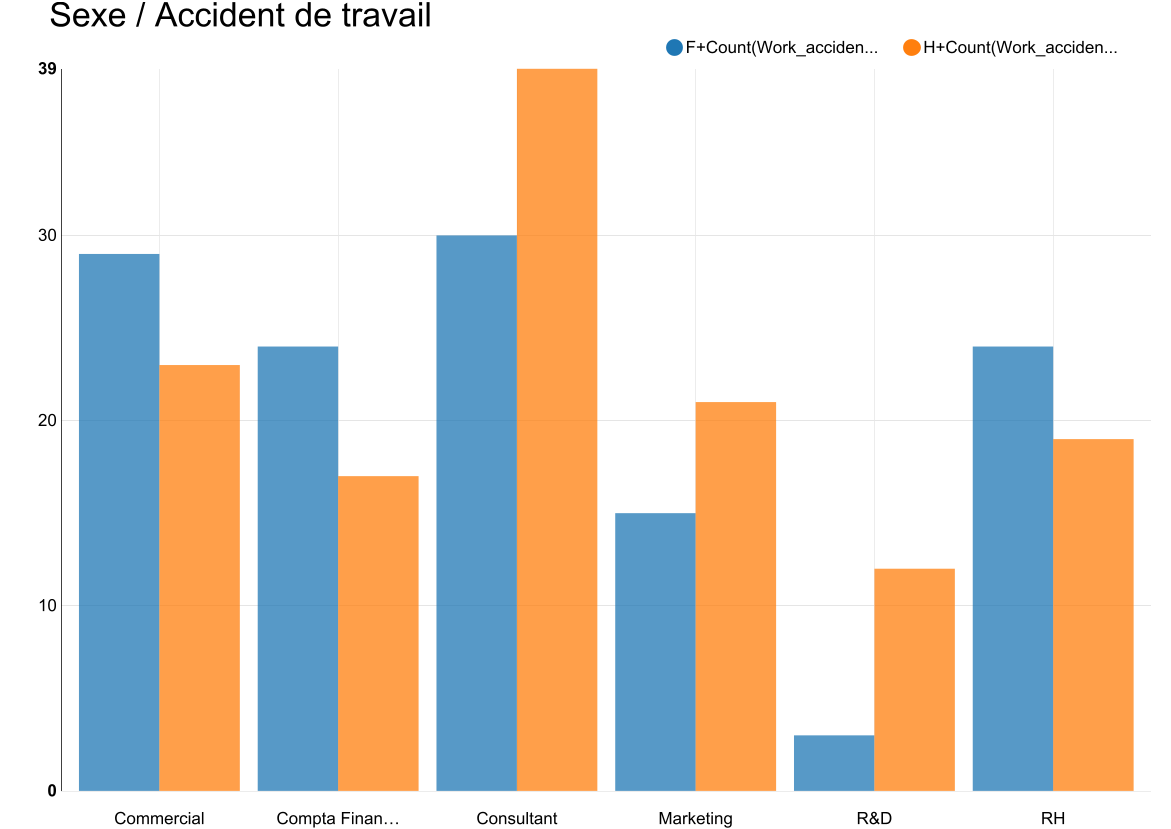 Sexe / Accident de travail
F+Count(Work_acciden... H+Count(Work_acciden...
39
30
20
10
0
Commercial Compta Finan… Consultant Marketing R&D RH